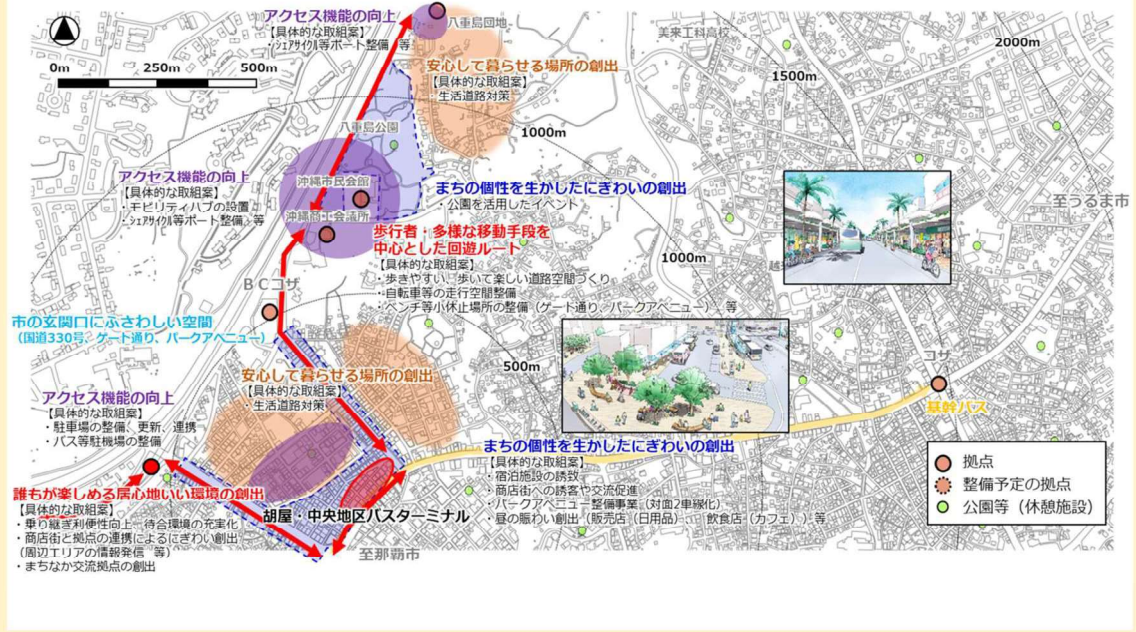 アクセス機能の向上
【具体的な取組案】
・シェアサイクル等ポート整備 等
八重島団地
美来工科高校
2000m
0m 250m 500m
安心して暮らせる場所の創出
【具体的な取組案】
・生活道路対策
1500m
八重島公園
1000m
アクセス機能の向上
【具体的な取組案】
・モビリティハブの設置
・シェアサイクル等ポート整備 等
沖縄市民会館
沖縄商工会議所
まちの個性を生かしたにぎわいの創出
・公園を活用したイベント
至うるま市
歩行者・多様な移動手段を
中心とした回遊ルート
【具体的な取組案】
・歩きやすい、歩いて楽しい道路空間づくり
・自転車等の走行空間整備
・ベンチ等小休止場所の整備(ゲート通り、パークアベニュー) 等
1000m
BCコザ
市の玄関口にふさわしい空間
(国道330号、ゲート通り、パークアベニュー)
500m
コザ
基幹バス
安心して暮らせる場所の創出
【具体的な取組案】
・生活道路対策
アクセス機能の向上
【具体的な取組案】
・駐車場の整備、更新、連携
・バス等駐機場の整備
まちの個性を生かしたにぎわいの創出
【具体的な取組案】
・宿泊施設の誘致
・商店街への誘客や交流促進
・パークアベニュー整備事業(対面2車線化)
・昼の賑わい創出(販売店(日用品)、飲食店(カフェ))等
拠点
整備予定の拠点
公園等(休憩施設)
誰もが楽しめる居心地いい環境の創出
【具体的な取組案】
・乗り継ぎ利便性向上、待合環境の充実化
・商店街と拠点の連携によるにぎわい創出
(周辺エリアの情報発信 等)
・まちなか交流拠点の創出
胡屋・中央地区バスターミナル
至那覇市